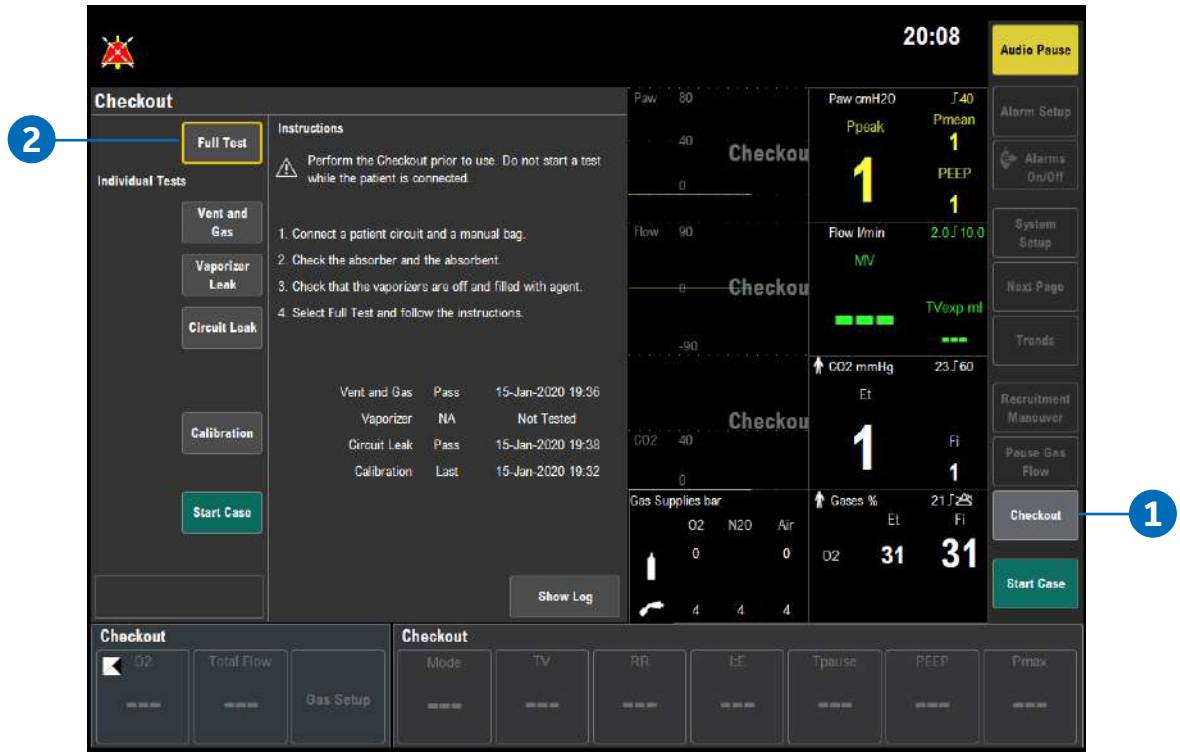 20:08
Audio Pause
Checkout
2
Full Test
Individual Tests
Vent and
Gas
Vaporizer
Leak
Circuit Leak
Calibration
Start Case
Instructions
Perform the Checkout prior to use. Do not start a test
while the patient is connected.
1. Connect a patient circuit and a manual bag.
2. Check the absorber and the absorbent.
3. Check that the vaporizers are off and filled with agent.
4. Select Full Test and follow the instructions.
Vent and Gas Pass 15-Jan-2020 19:36
Vaporizer NA Not Tested
Circuit Leak Pass 15-Jan-2020 19:38
Calibration Last 15-Jan-2020 19:32
Show Log
Paw 80
40
Checkou
0
Flow 90
0
Checkou
-90
Checkou
CO2 40
0
Gas Supplies bar
O2 N2O Air
0 0
4 4 4
Paw cmH2O 40
Ppeak Pmean
1 1
PEEP
1
Flow l/min 2.0 10.0
MV
TVexp ml
---
---
CO2 mmHg 23 60
Et
1
Fi
1
Gases % 21
Et Fi
O2 31 31
Alarm Setup
Alarms
On/Off
System
Setup
Next Page
Trends
Recruitment
Maneuver
Pause Gas
Flow
Checkout
1
Start Case
Checkout
O2 Total Flow
--- --- Gas Setup
Checkout
Mode TV RR I:E Tpause PEEP Pmax
--- --- --- --- --- --- ---